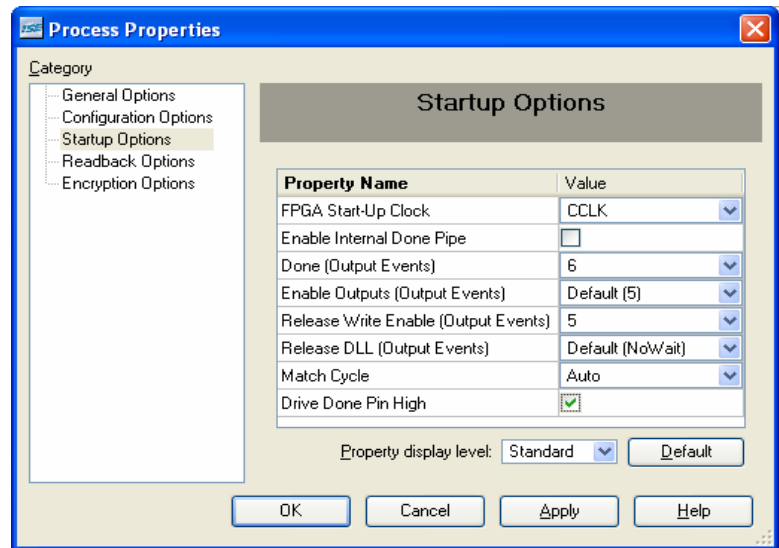 ISE Process Properties
Category
General Options
Configuration Options
Startup Options
Readback Options
Encryption Options
Startup Options
Property Name Value
FPGA Start-Up Clock CCLK
Enable Internal Done Pipe
Done (Output Events) 6
Enable Outputs (Output Events) Default (5)
Release Write Enable (Output Events) 5
Release DLL (Output Events) Default (NoWait)
Match Cycle Auto
Drive Done Pin High
Property display level: Standard Default
OK Cancel Apply Help